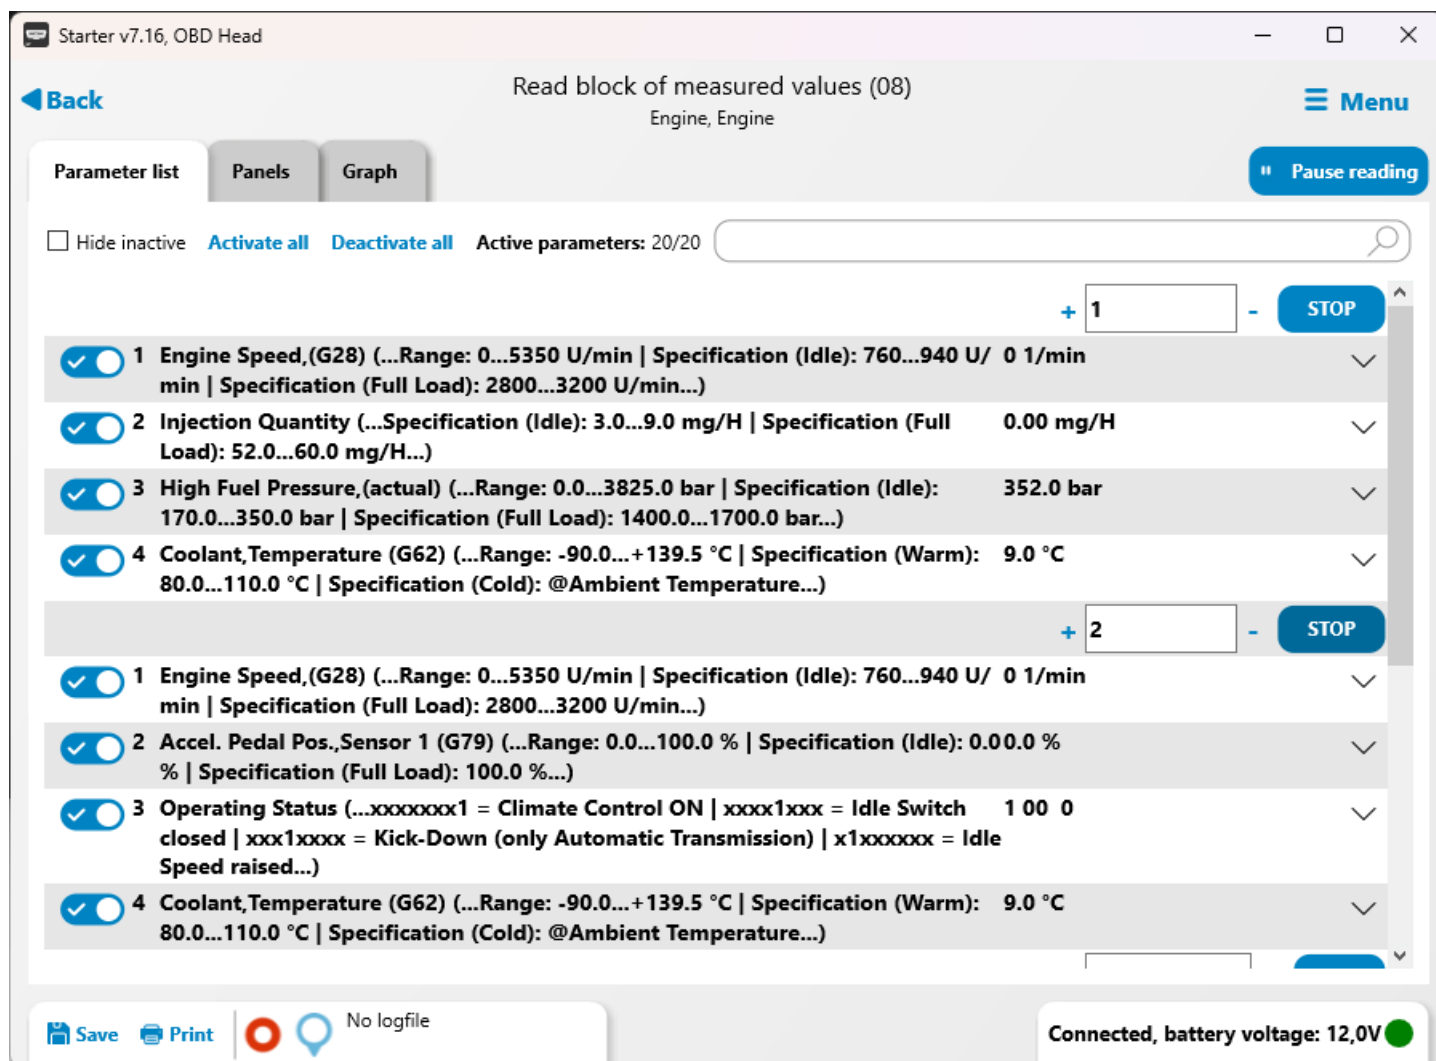 Starter v7.16, OBD Head
Back
Read block of measured values (08)
Menu
Engine, Engine
Parameter list
Panels
Graph
Pause reading
Hide inactive Activate all Deactivate all Active parameters: 20/20
+ 1 - STOP
1 Engine Speed,(G28) (...Range: 0...5350 U/min | Specification (Idle): 760...940 U/ 0 1/min
min | Specification (Full Load): 2800...3200 U/min...)
2 Injection Quantity (...Specification (Idle): 3.0...9.0 mg/H | Specification (Full 0.00 mg/H
Load): 52.0...60.0 mg/H...)
3 High Fuel Pressure,(actual) (...Range: 0.0...3825.0 bar | Specification (Idle): 352.0 bar
170.0...350.0 bar | Specification (Full Load): 1400.0...1700.0 bar...)
4 Coolant,Temperature (G62) (...Range: -90.0...+139.5 °C | Specification (Warm): 9.0 °C
80.0...110.0 °C | Specification (Cold): @Ambient Temperature...)
+ 2 - STOP
1 Engine Speed,(G28) (...Range: 0...5350 U/min | Specification (Idle): 760...940 U/ 0 1/min
min | Specification (Full Load): 2800...3200 U/min...)
2 Accel. Pedal Pos.,Sensor 1 (G79) (...Range: 0.0...100.0 % | Specification (Idle): 0.0 0.0 %
% | Specification (Full Load): 100.0 %...)
3 Operating Status (...xxxxxxx1 = Climate Control ON | xxxx1xxx = Idle Switch 1 00 0
closed | xxx1xxxx = Kick-Down (only Automatic Transmission) | x1xxxxxx = Idle
Speed raised...)
4 Coolant,Temperature (G62) (...Range: -90.0...+139.5 °C | Specification (Warm): 9.0 °C
80.0...110.0 °C | Specification (Cold): @Ambient Temperature...)
Save Print No logfile
Connected, battery voltage: 12,0V